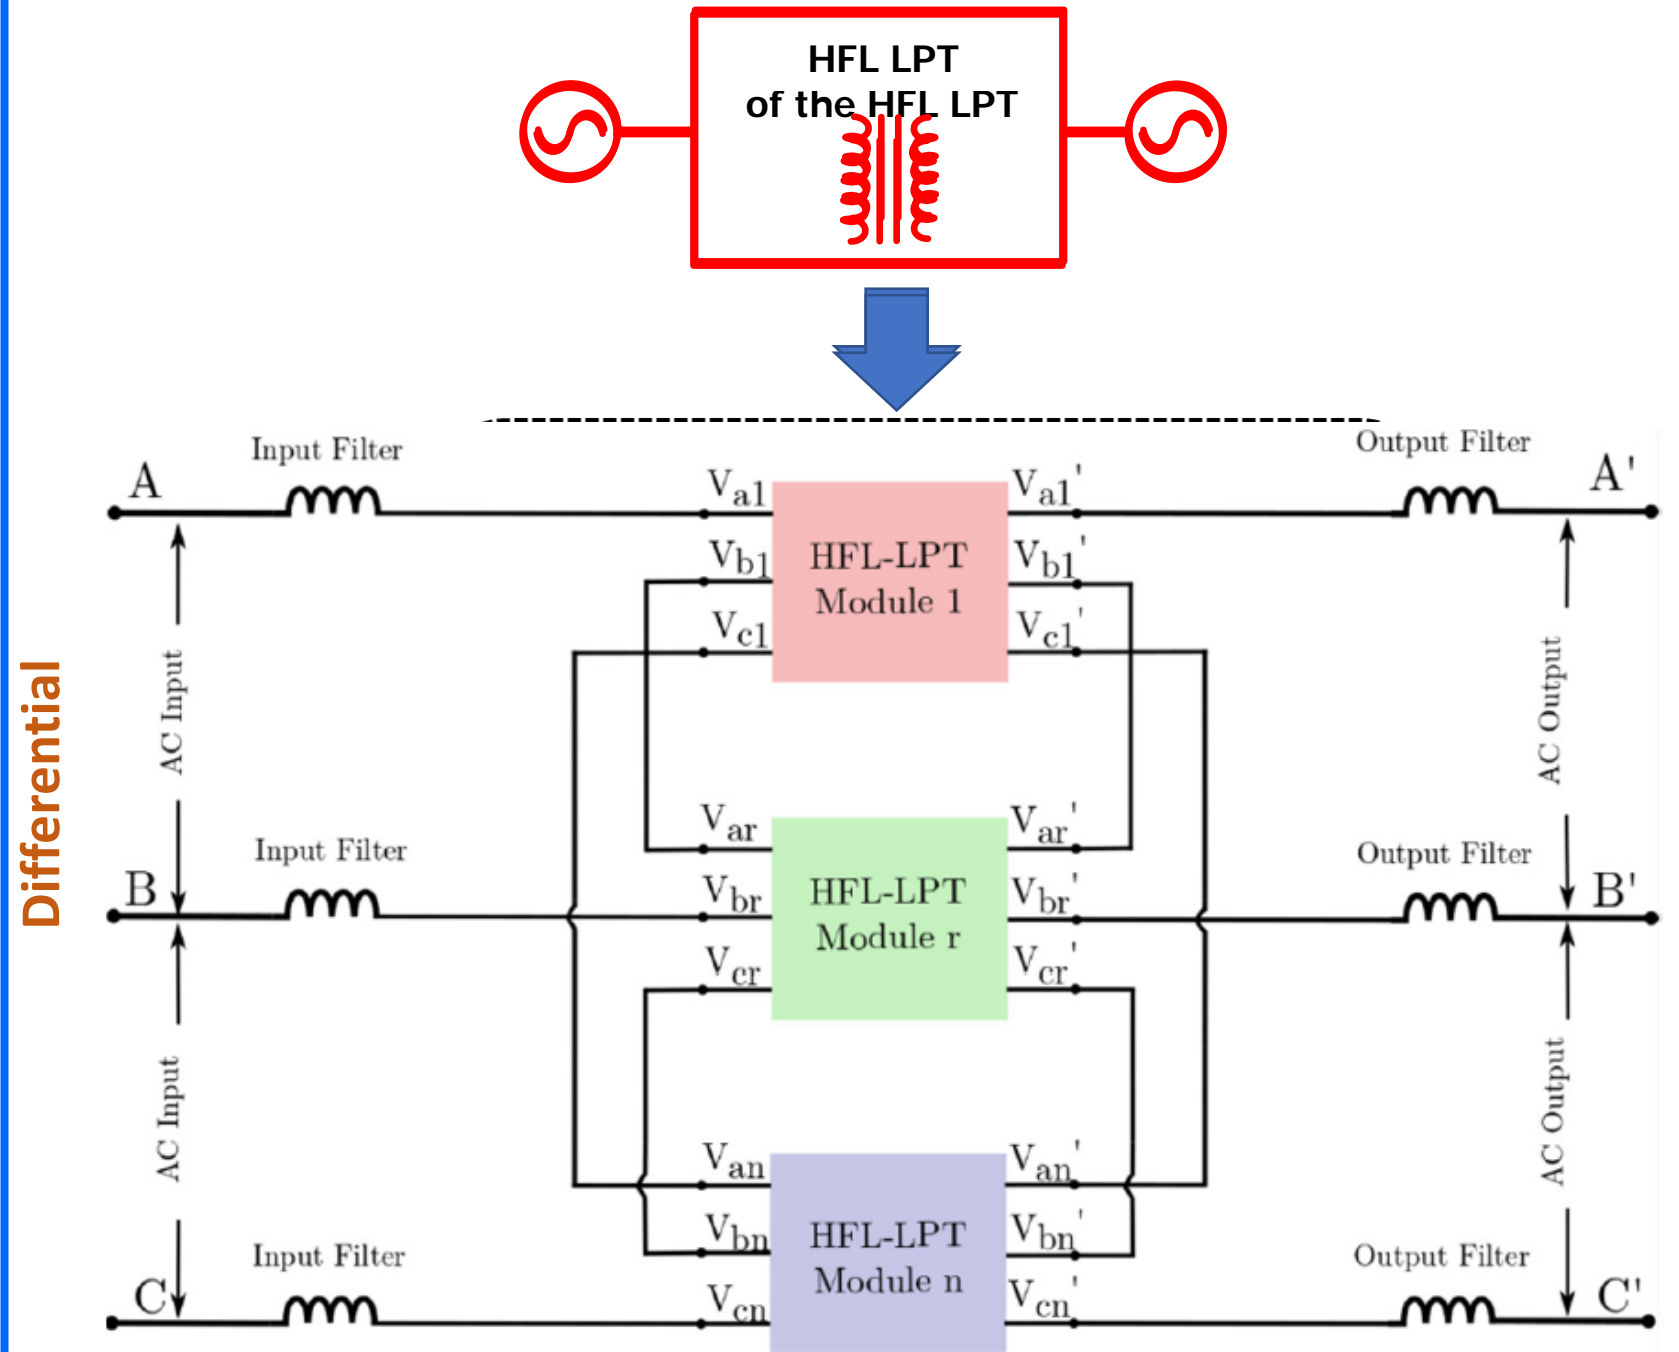 HFL LPT
of the HFL LPT
Differential
Input Filter
Output Filter
A
A'
Va1
Va1'
Vb1
Vb1'
Vc1
Vc1'
HFL-LPT
Module 1
AC Input
AC Output
Input Filter
Output Filter
B
B'
Var
Var'
Vbr
Vbr'
Vcr
Vcr'
HFL-LPT
Module r
AC Input
AC Output
Input Filter
Output Filter
C
C'
Van
Van'
Vbn
Vbn'
Vcn
Vcn'
HFL-LPT
Module n